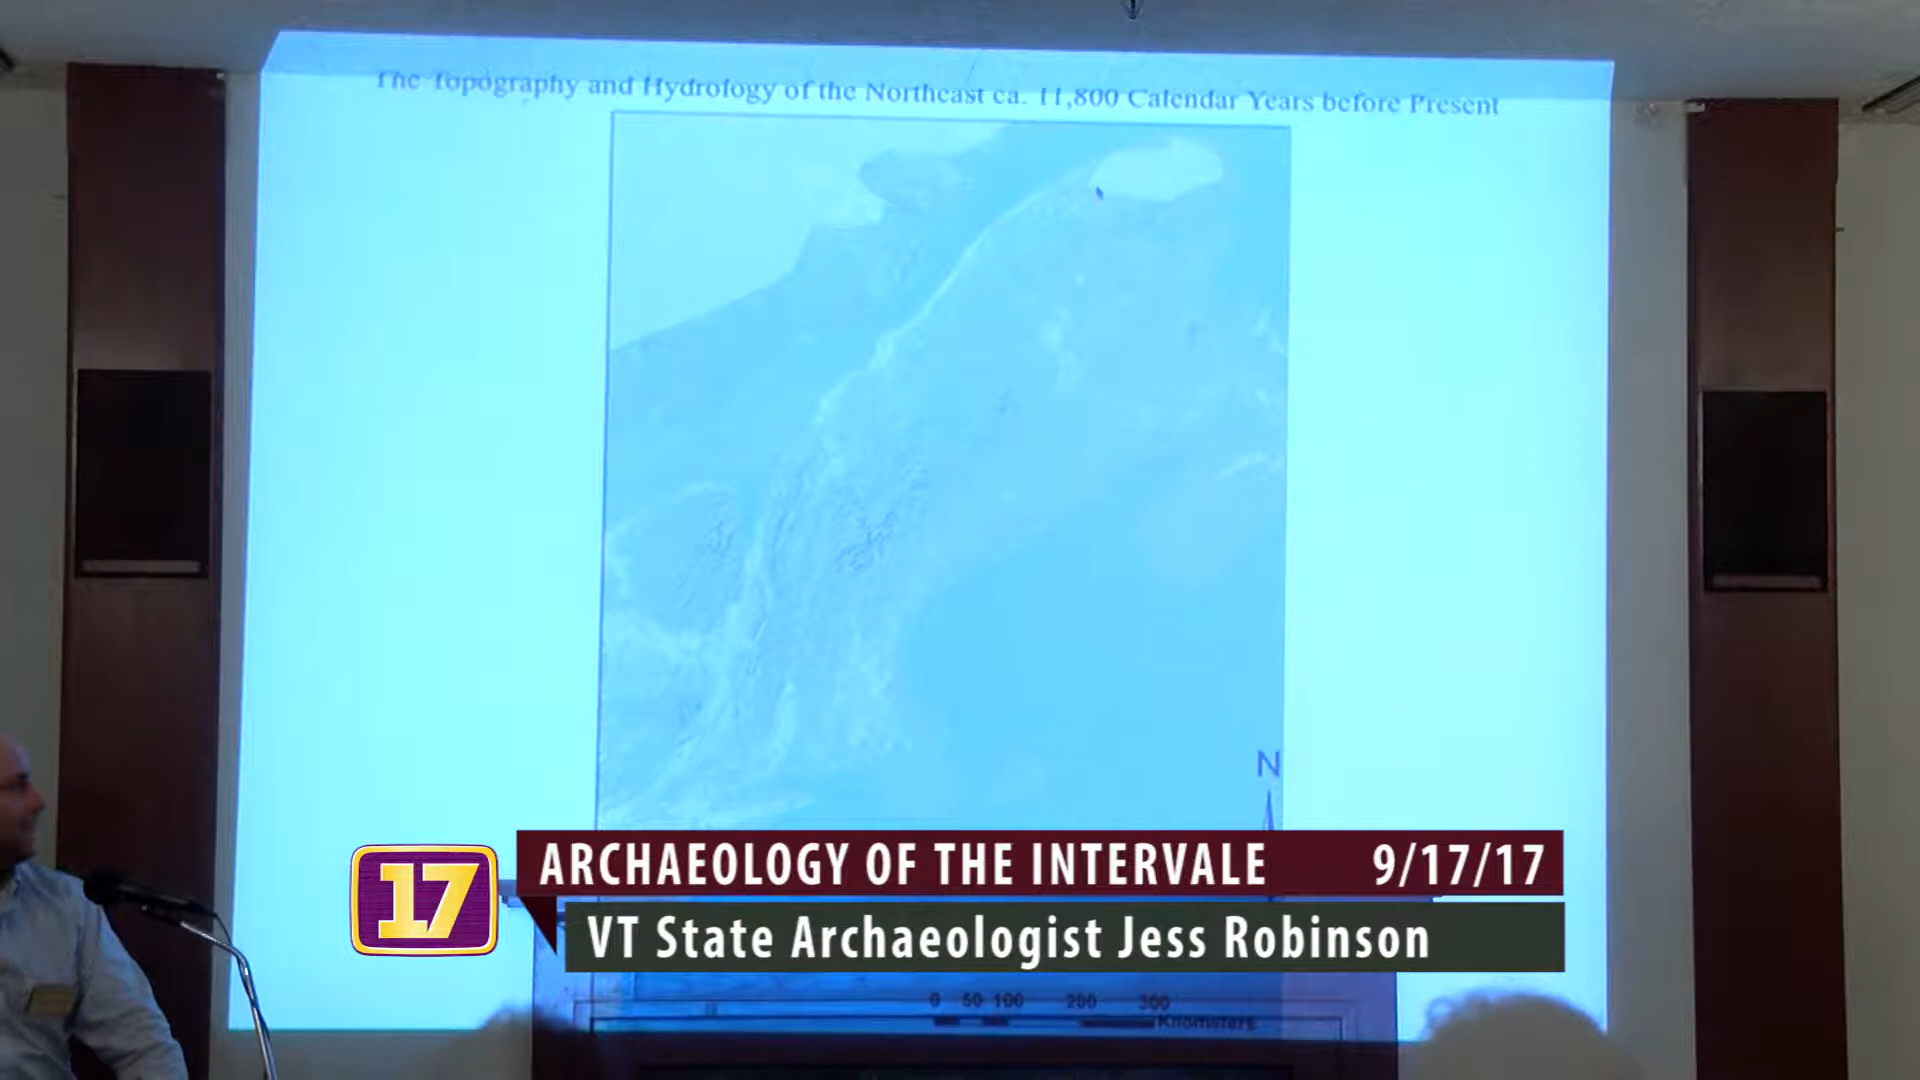 The Topography and Hydrology of the Northeast ca. 11,800 Calendar Years before Present
N
17
ARCHAEOLOGY OF THE INTERVALE 9/17/17
VT State Archaeologist Jess Robinson
0 50 100 200 300
Kilometers